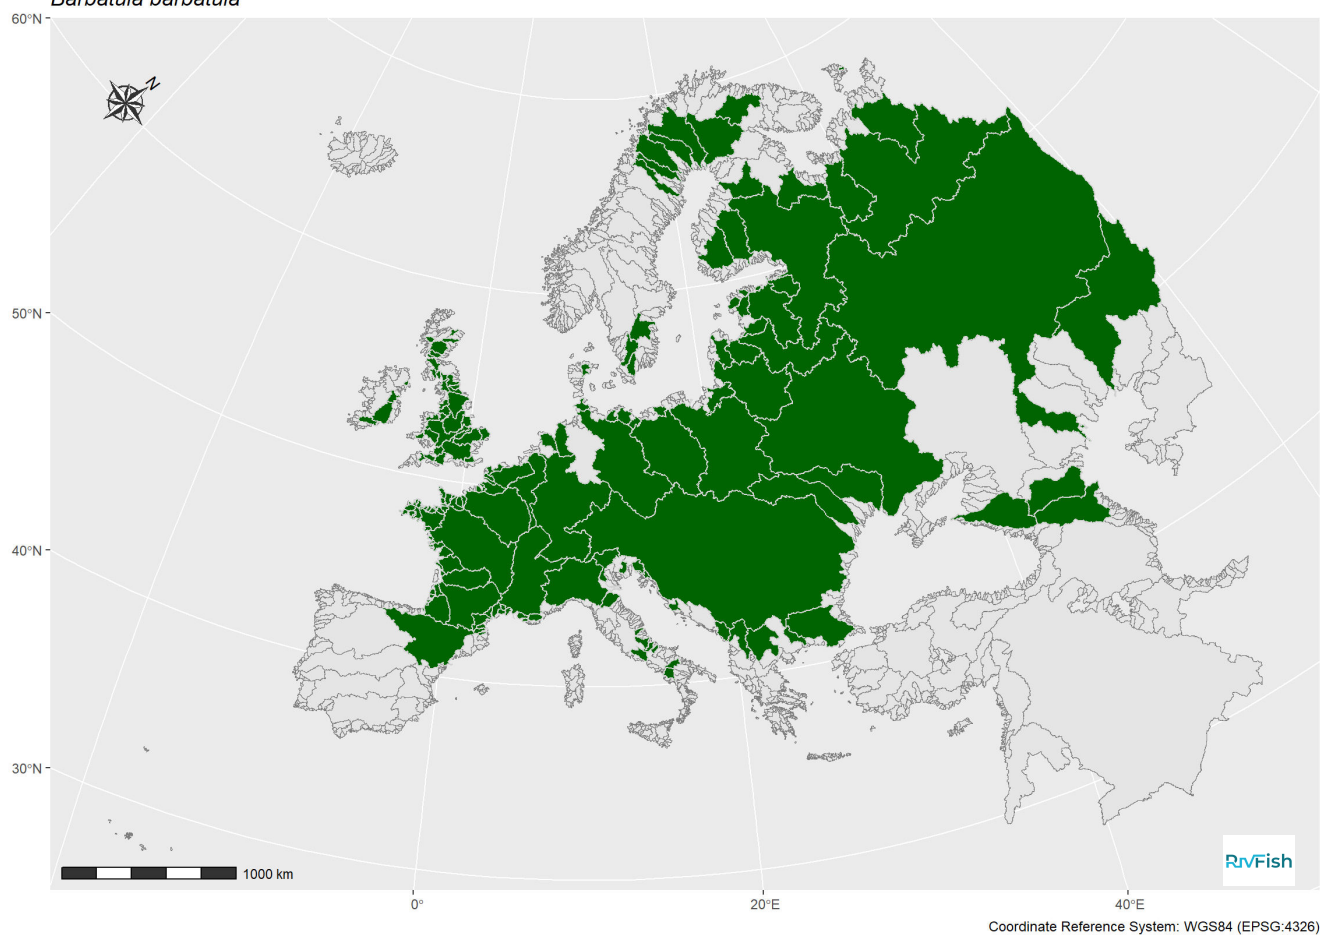 Barbatula barbatula
60°N
N
50°N
40°N
30°N
1000 km
RIVFish
0°
20°E
40°E
Coordinate Reference System: WGS84 (EPSG:4326)